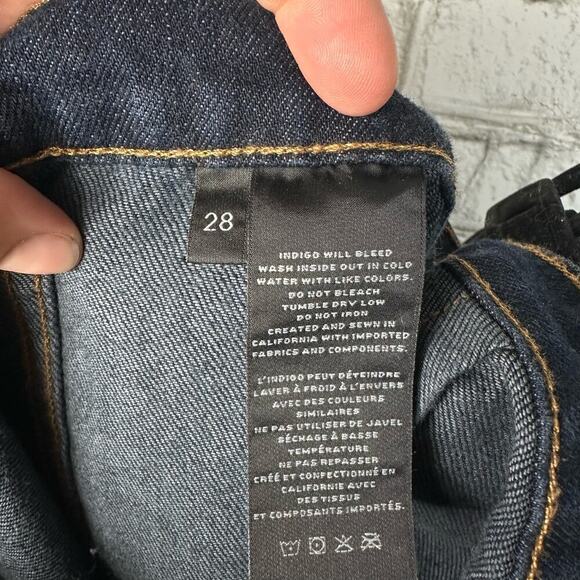 28
INDIGO WILL BLEED
WASH INSIDE OUT IN COLD
WATER WITH LIKE COLORS.
DO NOT BLEACH
TUMBLE DRY LOW
DO NOT IRON
CREATED AND SEWN IN
CALIFORNIA WITH IMPORTED
FABRICS AND COMPONENTS.
L'INDIGO PEUT DÉTEINDRE
LAVER À FROID À L'ENVERS
AVEC DES COULEURS
SIMILAIRES
NE PAS UTILISER DE JAVEL
SÉCHAGE À BASSE
TEMPÉRATURE
NE PAS REPASSER
CRÉÉ ET CONFECTIONNÉ EN
CALIFORNIE AVEC
DES TISSUS
ET COMPOSANTS IMPORTÉS.